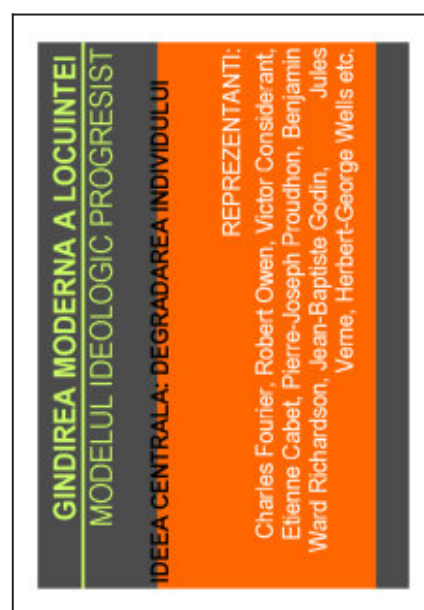 GINDIREA MODERNA A LOCUINTEI
MODELUL IDEOLOGIC PROGRESIST
IDEEA CENTRALA: DEGRADAREA INDIVIDULUI
REPREZENTANTI:
Charles Fourier, Robert Owen, Victor Considerant,
Etienne Cabet, Pierre-Joseph Proudhon, Benjamin
Ward Richardson, Jean-Baptiste Godin, Jules
Verne, Herbert-George Wells etc.